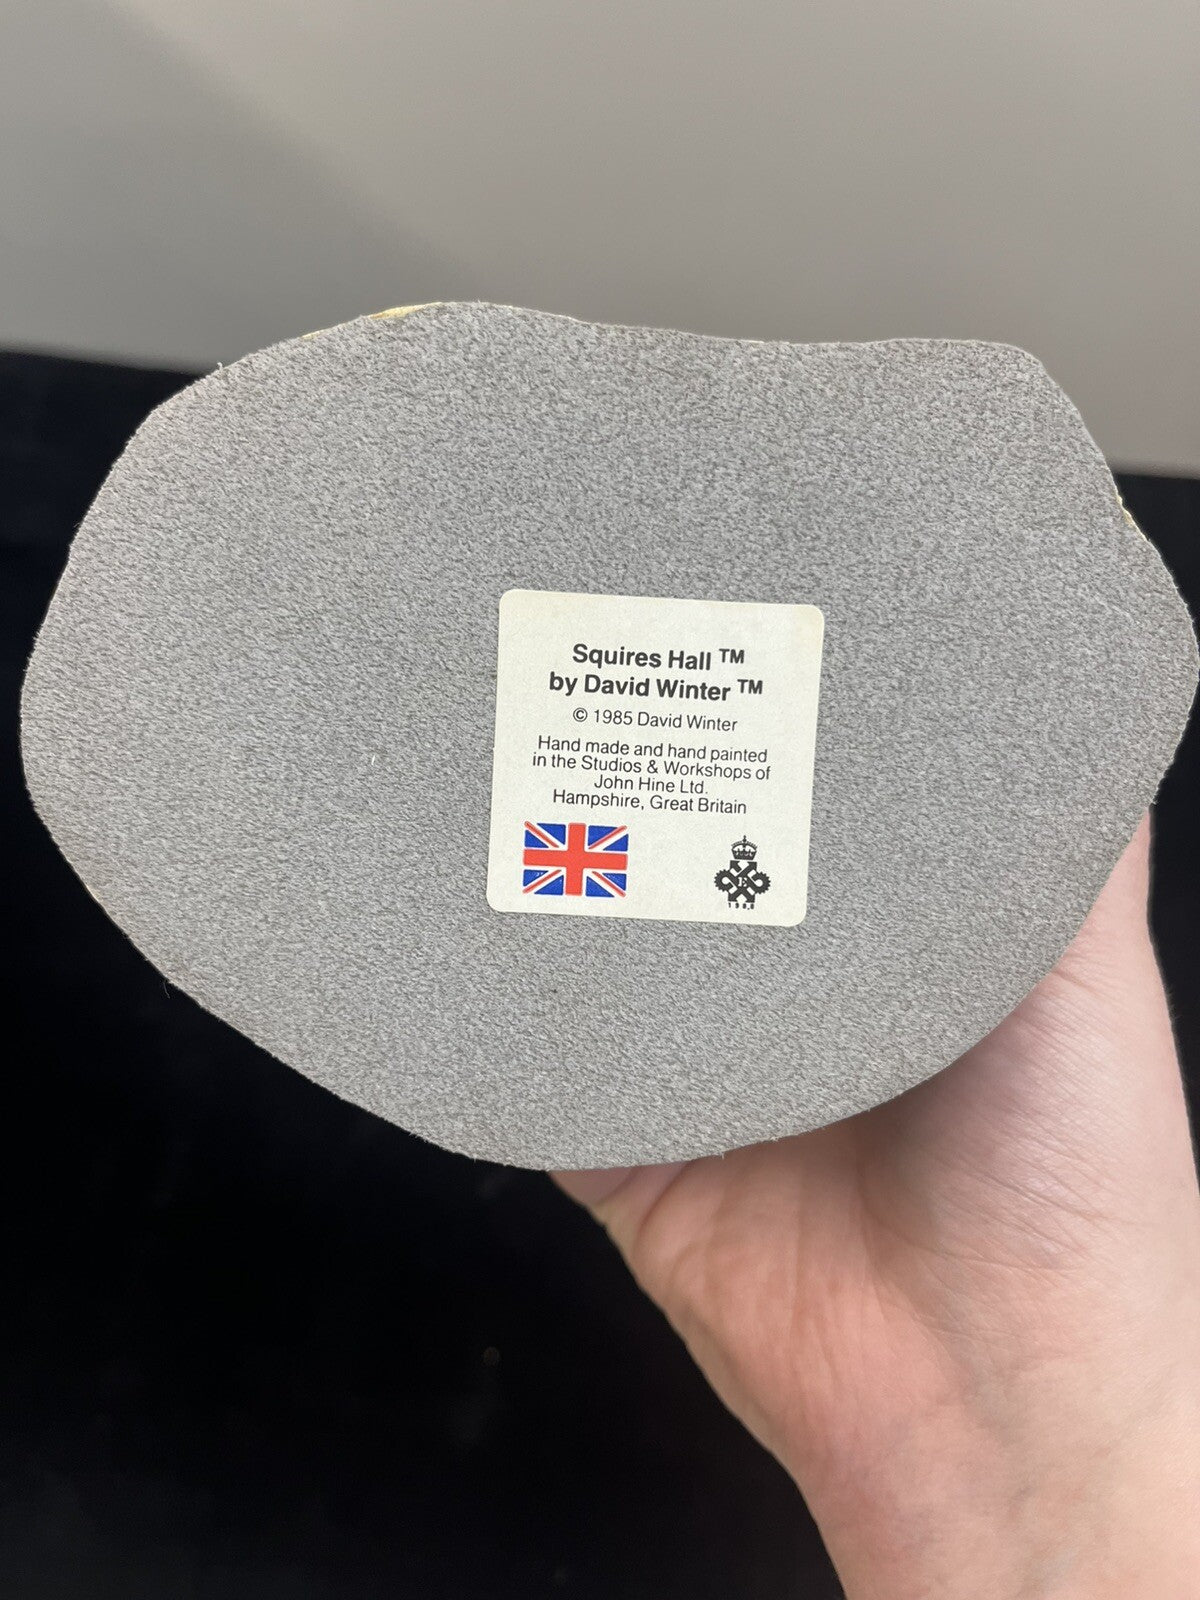 Squires Hall ™
by David Winter ™
© 1985 David Winter
Hand made and hand painted
in the Studios & Workshops of
John Hine Ltd.
Hampshire, Great Britain